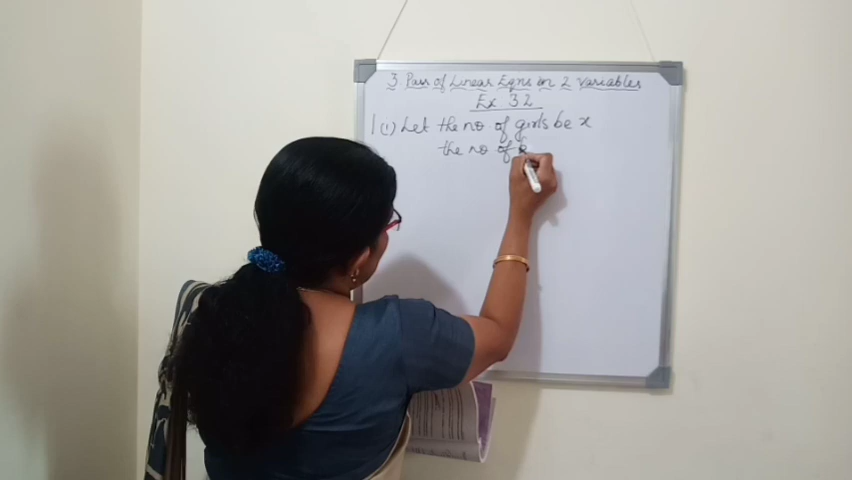 3 Pair of Linear Eqns in 2 variables
Ex 3.2
1 (i) Let the no of girls be x
the no of